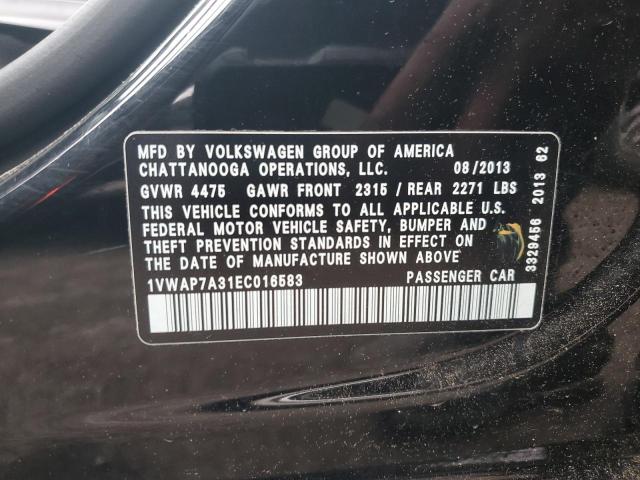 MFD BY VOLKSWAGEN GROUP OF AMERICA
CHATTANOOGA OPERATIONS, LLC. 08/2013
GVWR 4475 GAWR FRONT 2315 / REAR 2271 LBS
THIS VEHICLE CONFORMS TO ALL APPLICABLE U.S.
FEDERAL MOTOR VEHICLE SAFETY, BUMPER AND
THEFT PREVENTION STANDARDS IN EFFECT ON
THE DATE OF MANUFACTURE SHOWN ABOVE
1VWAP7A31EC016583 PASSENGER CAR
3329456 2013 62